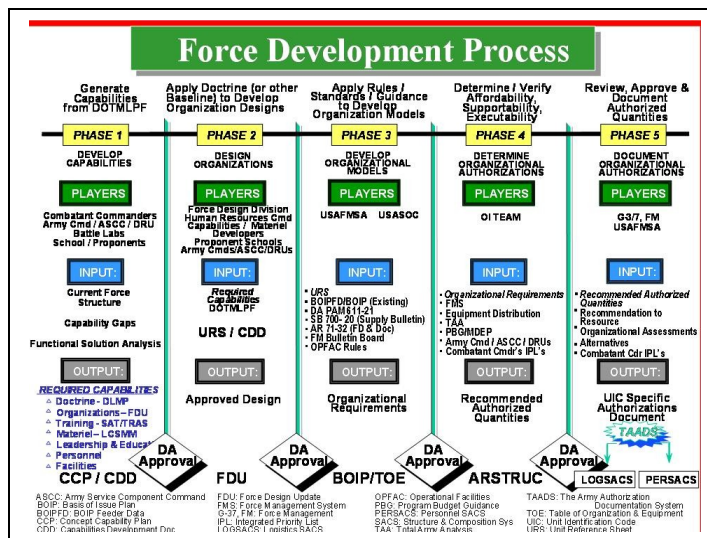 Force Development Process
Generate
Capabilities
from DOTMLPF
PHASE 1
DEVELOP
CAPABILITIES
PLAYERS
Combatant Commanders
Army Cmd / ASCC / DRU
Battle Labs
School / Proponents
INPUT:
Current Force
Structure
Capability Gaps
Functional Solution Analysis
OUTPUT:
REQUIRED CAPABILITIES
Doctrine - DLMP
Organizations – FDU
Training - SAT/TRAS
Materiel – LCSMM
Leadership & Educat
Personnel
Facilities
CCP / CDD
DA
Approval
Apply Doctrine (or other
Baseline) to Develop
Organization Designs
PHASE 2
DESIGN
ORGANIZATIONS
PLAYERS
Force Design Division
Human Resources Cmd
Capabilities / Materiel
Developers
Proponent Schools
Army Cmds/ASCC/DRUs
INPUT:
Required
Capabilities
DOTMLPF
URS / CDD
OUTPUT:
Approved Design
FDU
DA
Approval
Apply Rules /
Standards / Guidance
to Develop
Organization Models
PHASE 3
DEVELOP
ORGANIZATIONAL
MODELS
PLAYERS
USAFMSA USASOC
INPUT:
▪ URS
▪ BOIPFD/BOIP (Existing)
▪ DA PAM 611-21
▪ SB 700- 20 (Supply Bulletin)
▪ AR 71-32 (FD & Doc)
▪ FM Bulletin Board
▪ OPFAC Rules
OUTPUT:
Organizational
Requirements
BOIP/TOE
DA
Approval
Determine / Verify
Affordability,
Supportability,
Executability
PHASE 4
DETERMINE
ORGANIZATIONAL
AUTHORIZATIONS
PLAYERS
OI TEAM
INPUT:
▪ Organizational Requirements
▪ FMS
▪ Equipment Distribution
▪ TAA
▪ PBG/MDEP
▪ Army Cmd / ASCC / DRUs
▪ Combatant Cmdr's IPL's
OUTPUT:
Recommended
Authorized
Quantities
ARSTRUC
DA
Approval
Review, Approve &
Document
Authorized
Quantities
PHASE 5
DOCUMENT
ORGANIZATIONAL
AUTHORIZATIONS
PLAYERS
G-3/7, FM
USAFMSA
INPUT:
▪ Recommended Authorized
Quantities
▪ Recommendation to
Resource
▪ Organizational Assessments
▪ Alternatives
▪ Combatant Cdr IPL's
OUTPUT:
UIC Specific
Authorizations
Document
TAADS
LOGSACS
PERSACS
ASCC: Army Service Component Command
BOIP: Basis of Issue Plan
BOIPFD: BOIP Feeder Data
CCP: Concept Capability Plan
CDD: Capabilities Development Doc
FDU: Force Design Update
FMS: Force Management System
G-37, FM: Force Management
IPL: Integrated Priority List
LOGSACS: Logistics SACS
OPFAC: Operational Facilities
PBG: Program Budget Guidance
PERSACS: Personnel SACS
SACS: Structure & Composition Sys
TAA: Total Army Analysis
TAADS: The Army Authorization
Documentation System
TOE: Table of Organization & Equipment
UIC: Unit Identification Code
URS: Unit Reference Sheet